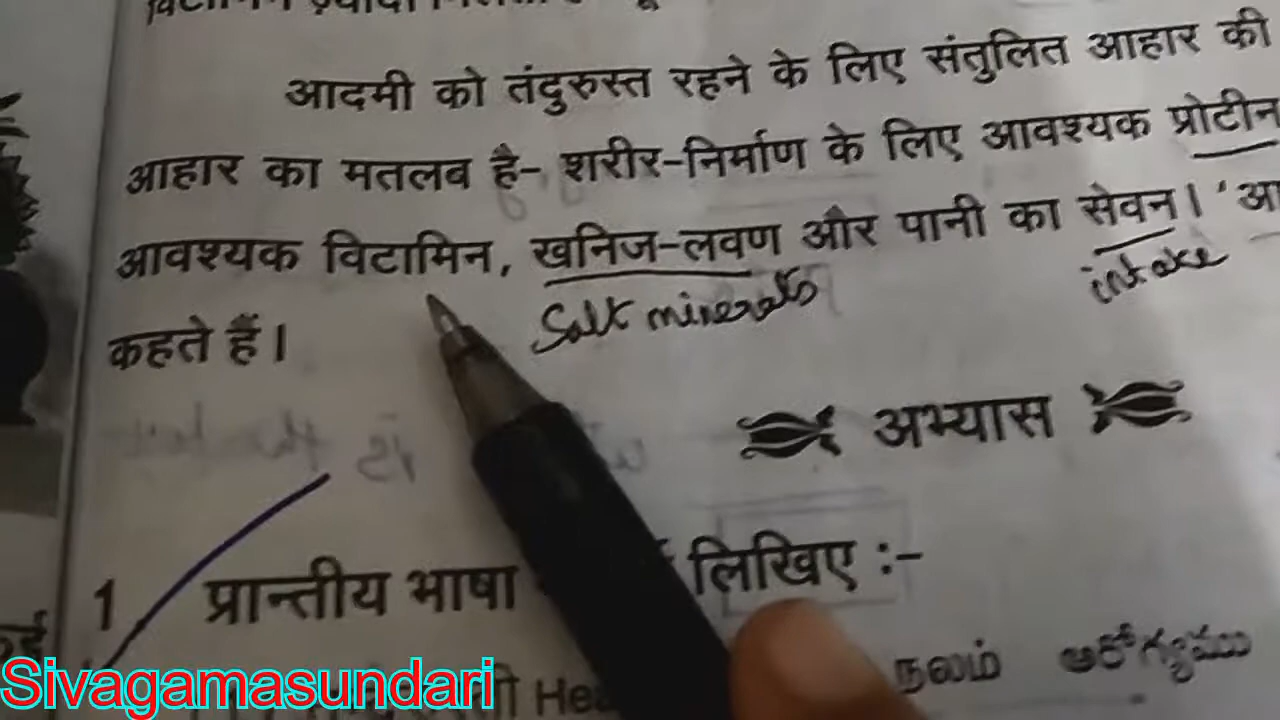 आदमी को तंदुरुस्त रहने के लिए संतुलित आहार की
आहार का मतलब है- शरीर-निर्माण के लिए आवश्यक प्रोटीन
आवश्यक विटामिन, खनिज-लवण और पानी का सेवन। 'आ
Salt minerals intake
कहते हैं।
अभ्यास
1 प्रान्तीय भाषा लिखिए :-
நலம்
Sivagamasundari